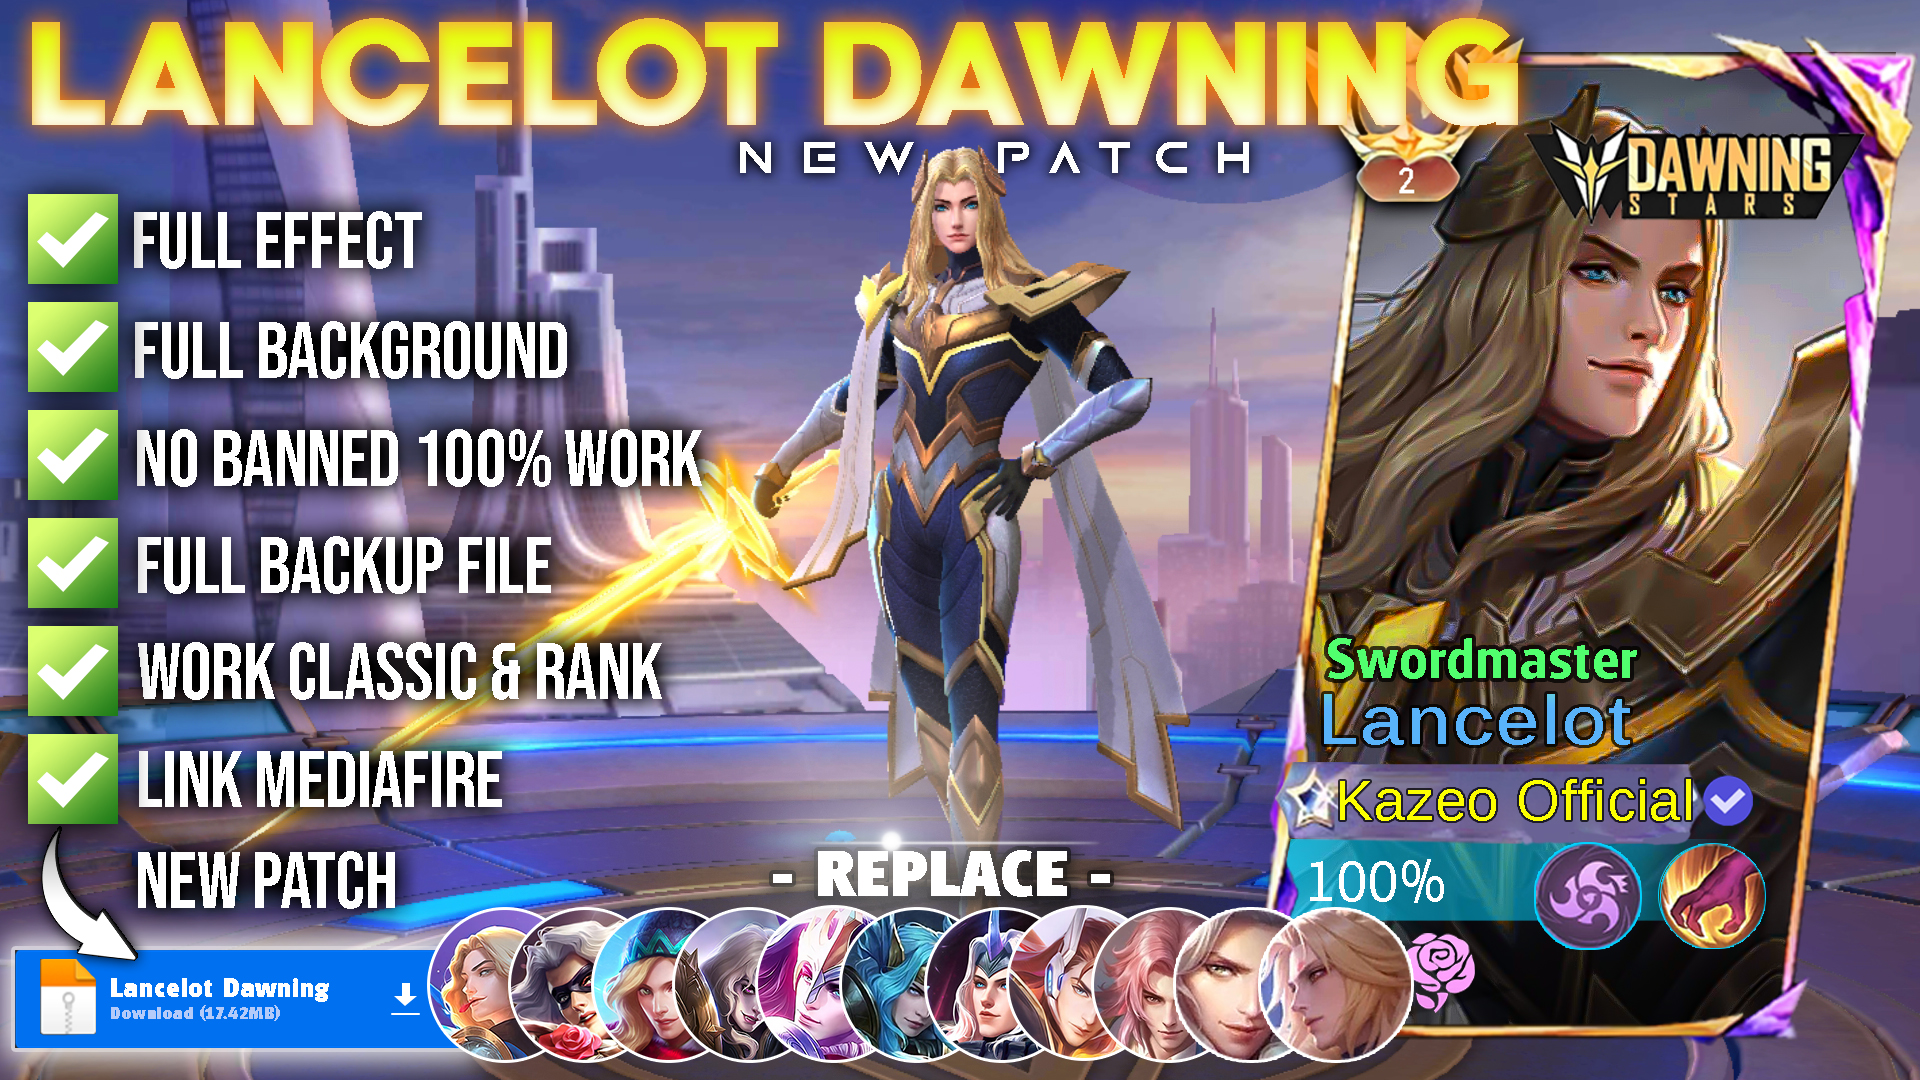 LANCELOT DAWNING
NEW PATCH
FULL EFFECT
FULL BACKGROUND
NO BANNED 100% WORK
FULL BACKUP FILE
WORK CLASSIC & RANK
LINK MEDIAFIRE
NEW PATCH
Lancelot Dawning
Download (17.42MB)
- REPLACE -
2
DAWNING
STARS
Swordmaster
Lancelot
Kazeo Official
100%